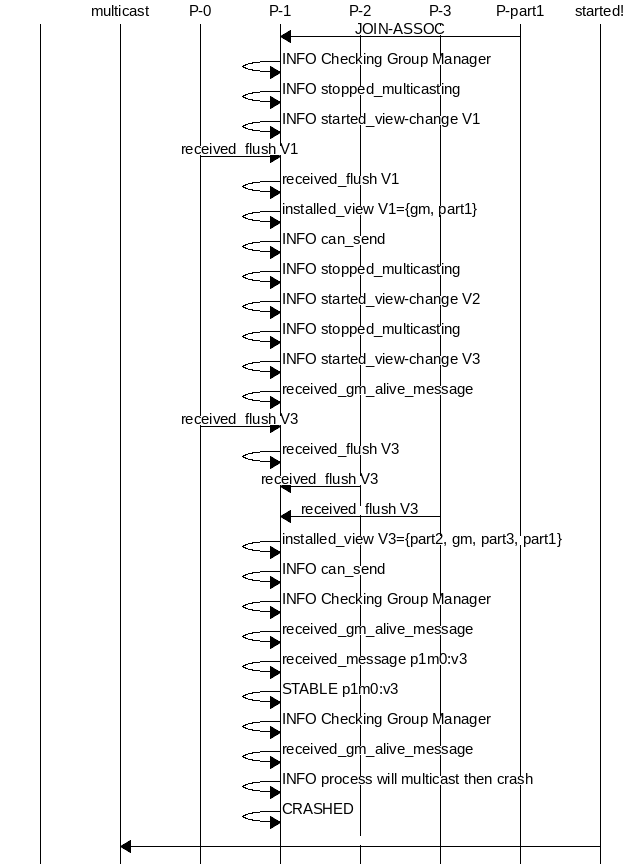 multicast P-0 P-1 P-2 P-3 P-part1 started!
JOIN-ASSOC
INFO Checking Group Manager
INFO stopped_multicasting
INFO started_view-change V1
received_flush V1
received_flush V1
installed_view V1={gm, part1}
INFO can_send
INFO stopped_multicasting
INFO started_view-change V2
INFO stopped_multicasting
INFO started_view-change V3
received_gm_alive_message
received_flush V3
received_flush V3
received_flush V3
received_flush V3
installed_view V3={part2, gm, part3, part1}
INFO can_send
INFO Checking Group Manager
received_gm_alive_message
received_message p1m0:v3
STABLE p1m0:v3
INFO Checking Group Manager
received_gm_alive_message
INFO process will multicast then crash
CRASHED